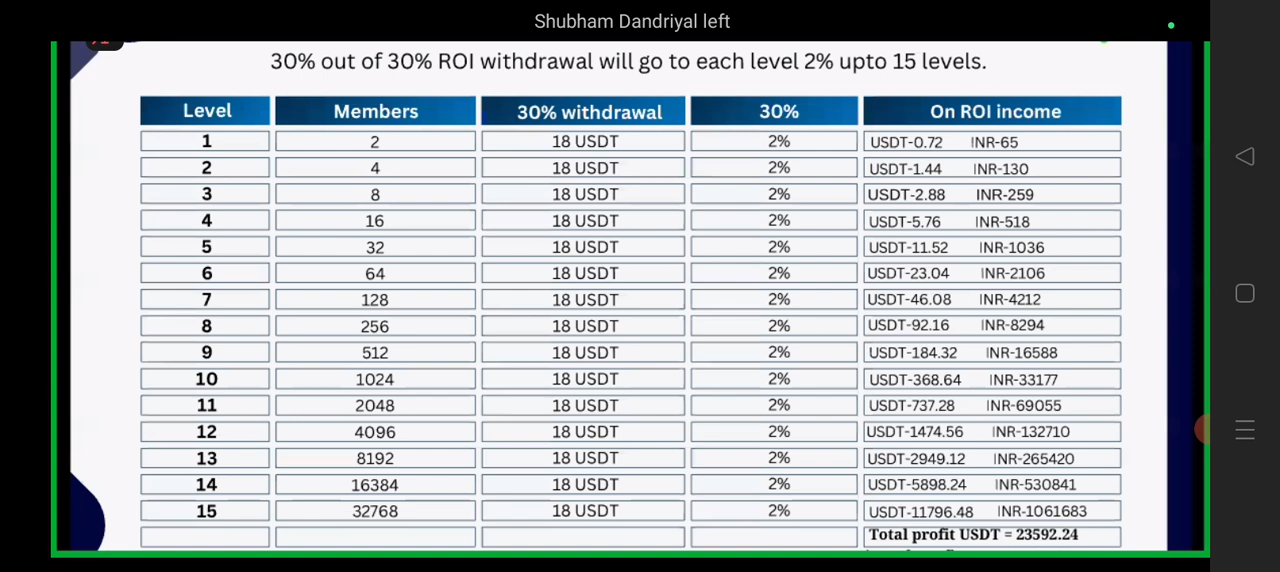 Shubham Dandriyal left
30% out of 30% ROI withdrawal will go to each level 2% upto 15 levels.
Level Members 30% withdrawal 30% On ROI income
1 2 18 USDT 2% USDT-0.72 INR-65
2 4 18 USDT 2% USDT-1.44 INR-130
3 8 18 USDT 2% USDT-2.88 INR-259
4 16 18 USDT 2% USDT-5.76 INR-518
5 32 18 USDT 2% USDT-11.52 INR-1036
6 64 18 USDT 2% USDT-23.04 INR-2106
7 128 18 USDT 2% USDT-46.08 INR-4212
8 256 18 USDT 2% USDT-92.16 INR-8294
9 512 18 USDT 2% USDT-184.32 INR-16588
10 1024 18 USDT 2% USDT-368.64 INR-33177
11 2048 18 USDT 2% USDT-737.28 INR-69055
12 4096 18 USDT 2% USDT-1474.56 INR-132710
13 8192 18 USDT 2% USDT-2949.12 INR-265420
14 16384 18 USDT 2% USDT-5898.24 INR-530841
15 32768 18 USDT 2% USDT-11796.48 INR-1061683
Total profit USDT = 23592.24